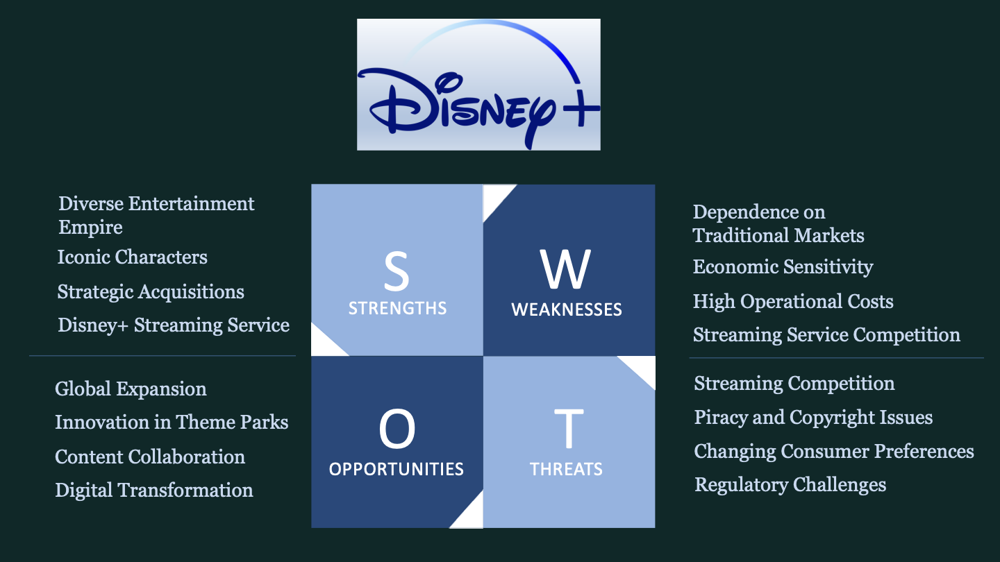 Disney+
Diverse Entertainment
Empire
Iconic Characters
Strategic Acquisitions
Disney+ Streaming Service
S
STRENGTHS
W
WEAKNESSES
Dependence on
Traditional Markets
Economic Sensitivity
High Operational Costs
Streaming Service Competition
Global Expansion
Innovation in Theme Parks
Content Collaboration
Digital Transformation
O
OPPORTUNITIES
T
THREATS
Streaming Competition
Piracy and Copyright Issues
Changing Consumer Preferences
Regulatory Challenges